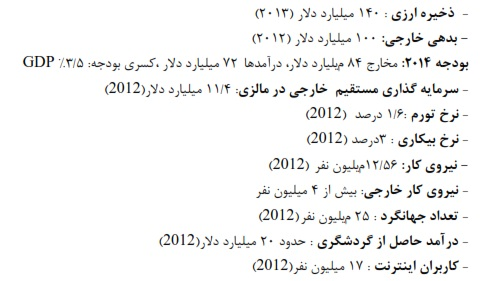 - ذخیره ارزی : ۱۴۰ میلیارد دلار (۲۰۱۳)
- بدهی خارجی: ۱۰۰ میلیارد دلار (۲۰۱۲)
بودجه ۲۰۱۴: مخارج ۸۴ میلیارد دلار، درآمدها ۷۲ میلیارد دلار ،کسری بودجه: ۳/۵٪ GDP
- سرمایه گذاری مستقیم خارجی در مالزی: ۱۱/۴ میلیارد دلار(2012)
- نرخ تورم :۱/۶ درصد (2012)
- نرخ بیکاری : ۳درصد (2012)
- نیروی کار: ۱۲/۵۶میلیون نفر (2012)
- نیروی کار خارجی: بیش از ۴ میلیون نفر
- تعداد جهانگرد : ۲۵ میلیون نفر(2012)
- درآمد حاصل از گردشگری : حدود ۲۰ میلیارد دلار(2012)
- کاربران اینترنت : ۱۷ میلیون نفر(2012)